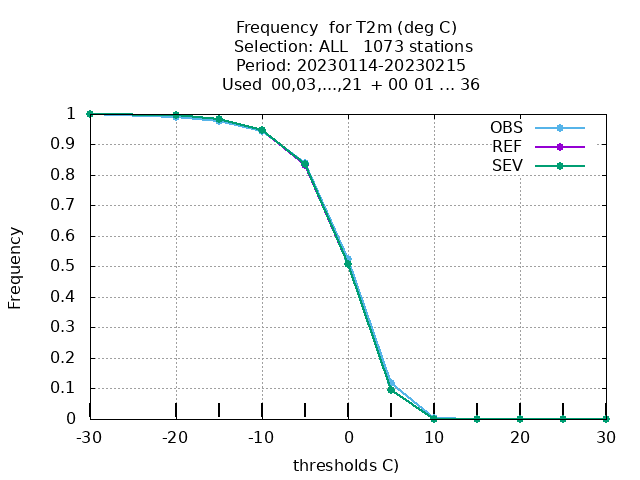 Frequency  for T2m (deg C)
Selection: ALL   1073 stations
Period: 20230114-20230215
Used  00,03,...,21  + 00 01 ... 36
OBS
REF
SEV
Frequency
1
0.9
0.8
0.7
0.6
0.5
0.4
0.3
0.2
0.1
0
-30 -20 -10 0 10 20 30
thresholds C)